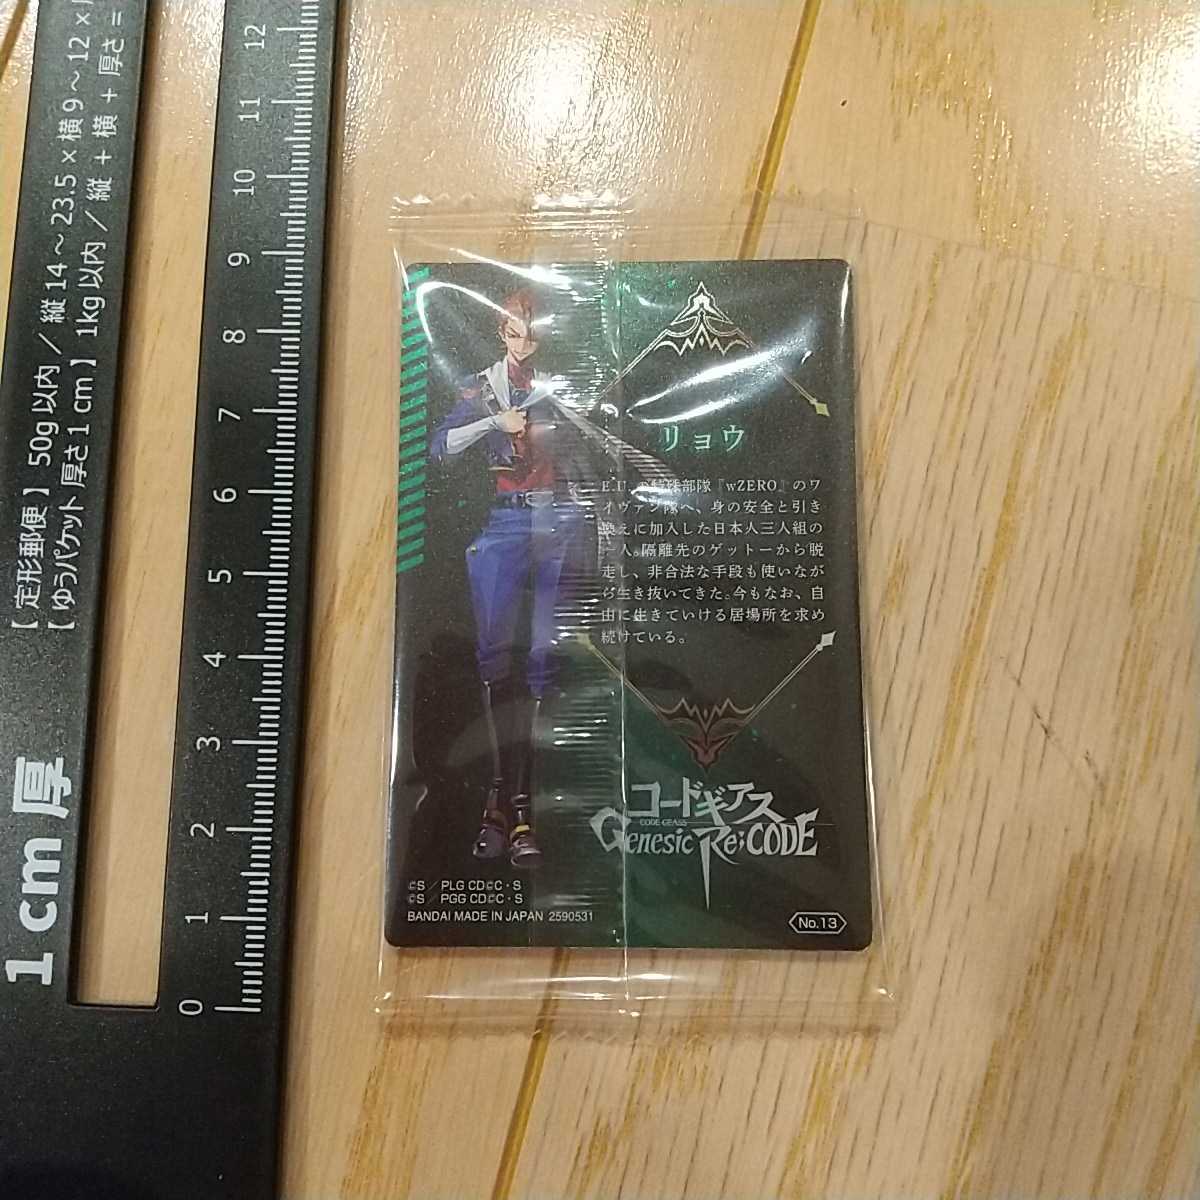 【定形郵便】50g以内 / 縦14～23.5×横9～12×
【ゆうパケット 厚さ1cm】1kg以内 / 縦 + 横 + 厚さ =
1cm厚
12
11
10
9
8
7
6
5
4
3
2
1
0
リョウ
E.U.の特殊部隊『wZERO』のワ
イヴァン隊へ、身の安全と引き
換えに加入した日本人三人組の
一人。隔離先のゲットーから脱
走し、非合法な手段も使いなが
ら生き抜いてきた。今もなお、自
由に生きていける居場所を求め
続けている。
コードギアス
CODE GEASS
Genesic Re;CODE
©S／PLG CD©C・S
©S／PGG CD©C・S
BANDAI MADE IN JAPAN 2590531
No.13